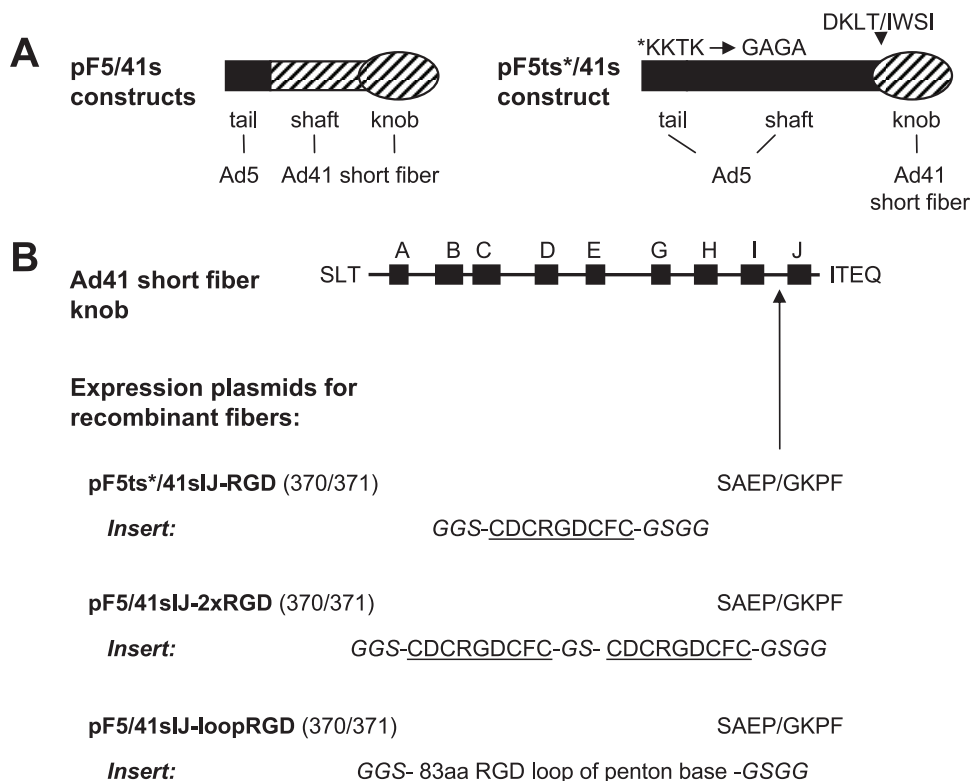 A
pF5/41s
constructs
tail shaft knob
Ad5 Ad41 short fiber
pF5ts*/41s
construct
DKLT/IWSI
*KKTK → GAGA
tail shaft knob
Ad5 Ad41
short fiber
B
Ad41 short fiber
knob
A B C D E G H I J
SLT ITEQ
Expression plasmids for
recombinant fibers:
pF5ts*/41sIJ-RGD (370/371) SAEP/GKPF
Insert: GGS-CDCRGDCFC-GSGG
pF5/41sIJ-2xRGD (370/371) SAEP/GKPF
Insert: GGS-CDCRGDCFC-GS- CDCRGDCFC-GSGG
pF5/41sIJ-loopRGD (370/371) SAEP/GKPF
Insert: GGS- 83aa RGD loop of penton base -GSGG